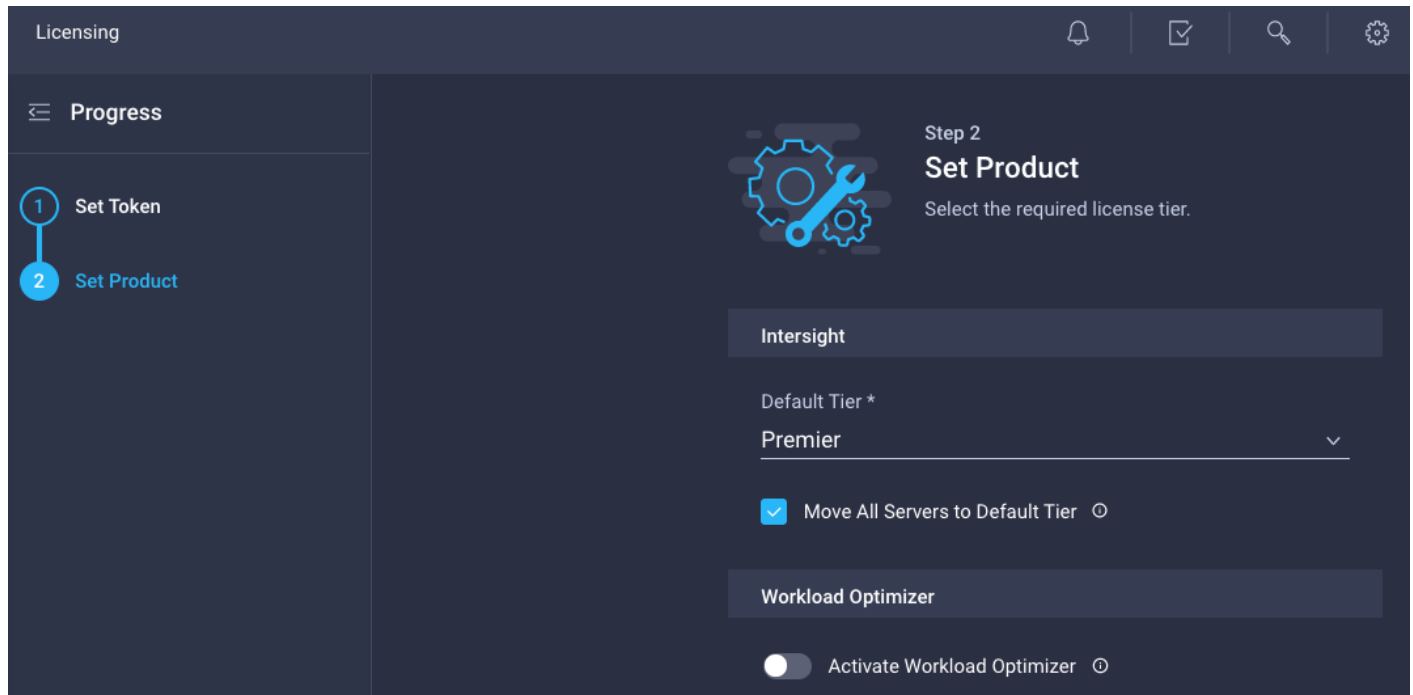 Licensing
Progress
1 Set Token
2 Set Product
Step 2
Set Product
Select the required license tier.
Intersight
Default Tier *
Premier
Move All Servers to Default Tier
Workload Optimizer
Activate Workload Optimizer